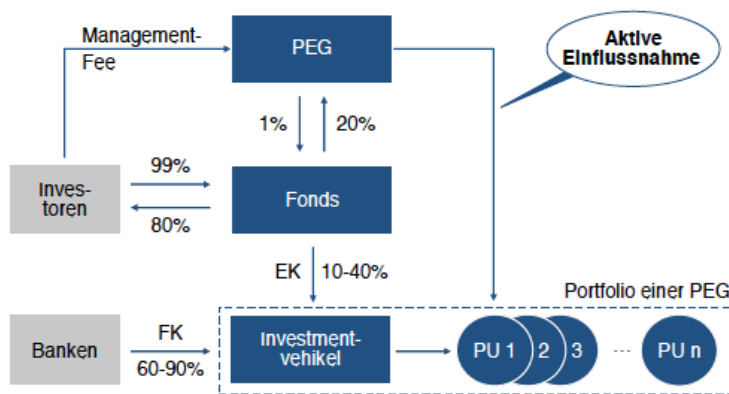 Management-
Fee
PEG
Aktive
Einflussnahme
1%
20%
99%
Inves-
toren
80%
Fonds
EK
10-40%
Portfolio einer PEG
Banken
FK
60-90%
Investment-
vehikel
PU 1
2
3
...
PU n